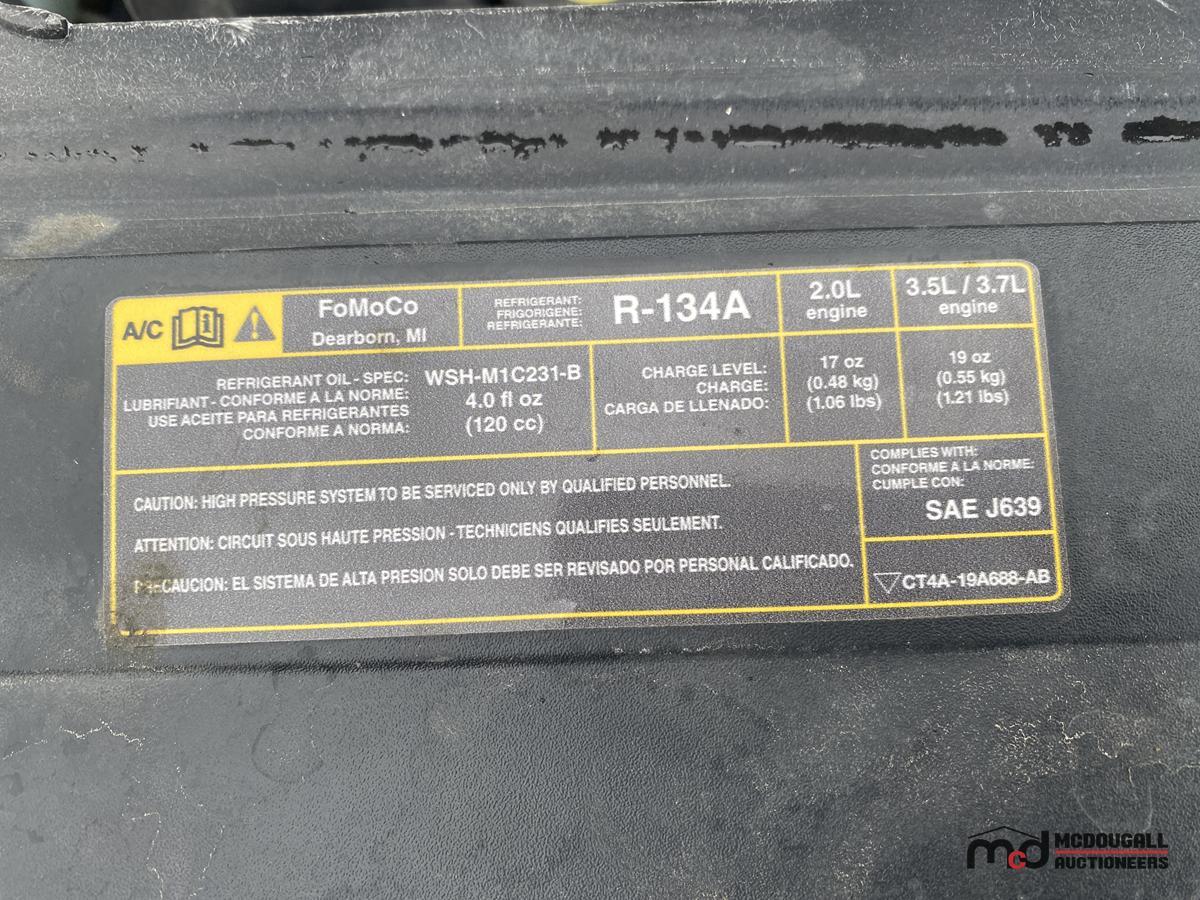 A/C
FoMoCo
Dearborn, MI
REFRIGERANT:
FRIGORIGENE:
REFRIGERANTE:
R-134A
2.0L
engine
3.5L / 3.7L
engine
REFRIGERANT OIL - SPEC:
LUBRIFIANT - CONFORME A LA NORME:
USE ACEITE PARA REFRIGERANTES
CONFORME A NORMA:
WSH-M1C231-B
4.0 fl oz
(120 cc)
CHARGE LEVEL:
CHARGE:
CARGA DE LLENADO:
17 oz
(0.48 kg)
(1.06 lbs)
19 oz
(0.55 kg)
(1.21 lbs)
CAUTION: HIGH PRESSURE SYSTEM TO BE SERVICED ONLY BY QUALIFIED PERSONNEL.
ATTENTION: CIRCUIT SOUS HAUTE PRESSION - TECHNICIENS QUALIFIES SEULEMENT.
PRECAUCION: EL SISTEMA DE ALTA PRESION SOLO DEBE SER REVISADO POR PERSONAL CALIFICADO.
COMPLIES WITH:
CONFORME A LA NORME:
CUMPLE CON:
SAE J639
CT4A-19A688-AB
mcd
MCDOUGALL
AUCTIONEERS